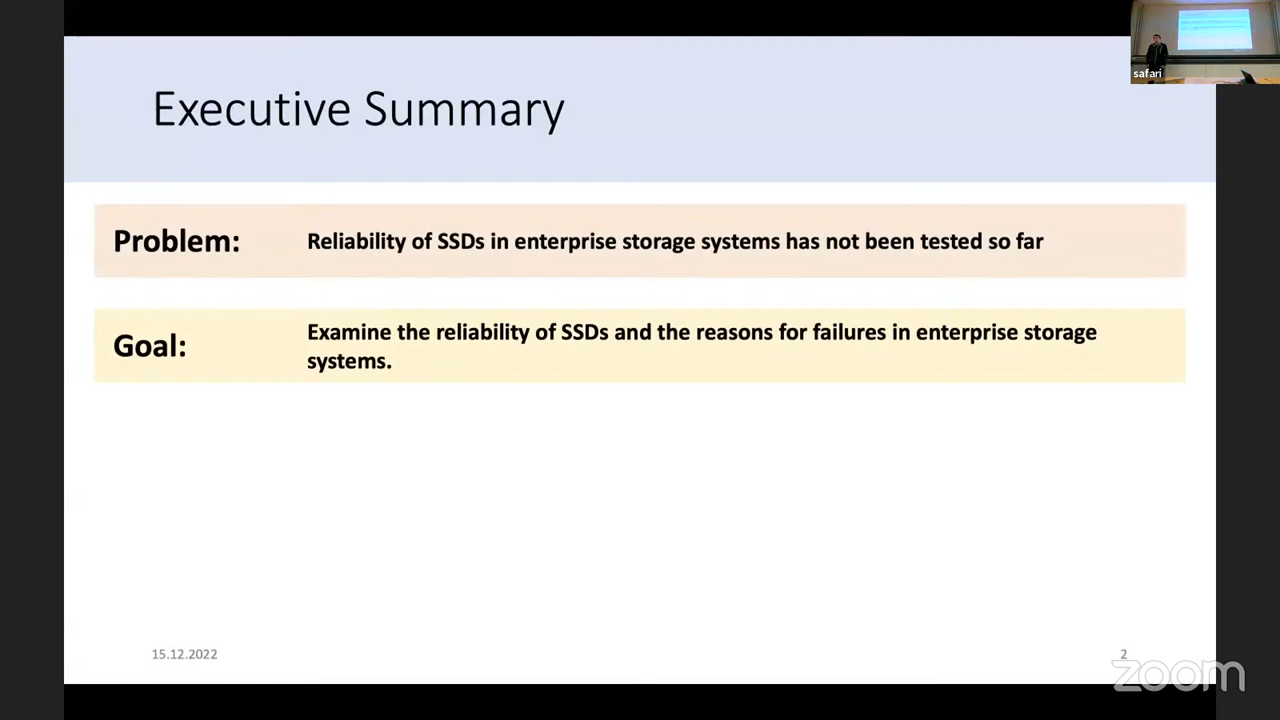 safari
Executive Summary
Problem:
Reliability of SSDs in enterprise storage systems has not been tested so far
Goal:
Examine the reliability of SSDs and the reasons for failures in enterprise storage
systems.
15.12.2022
2
zoom